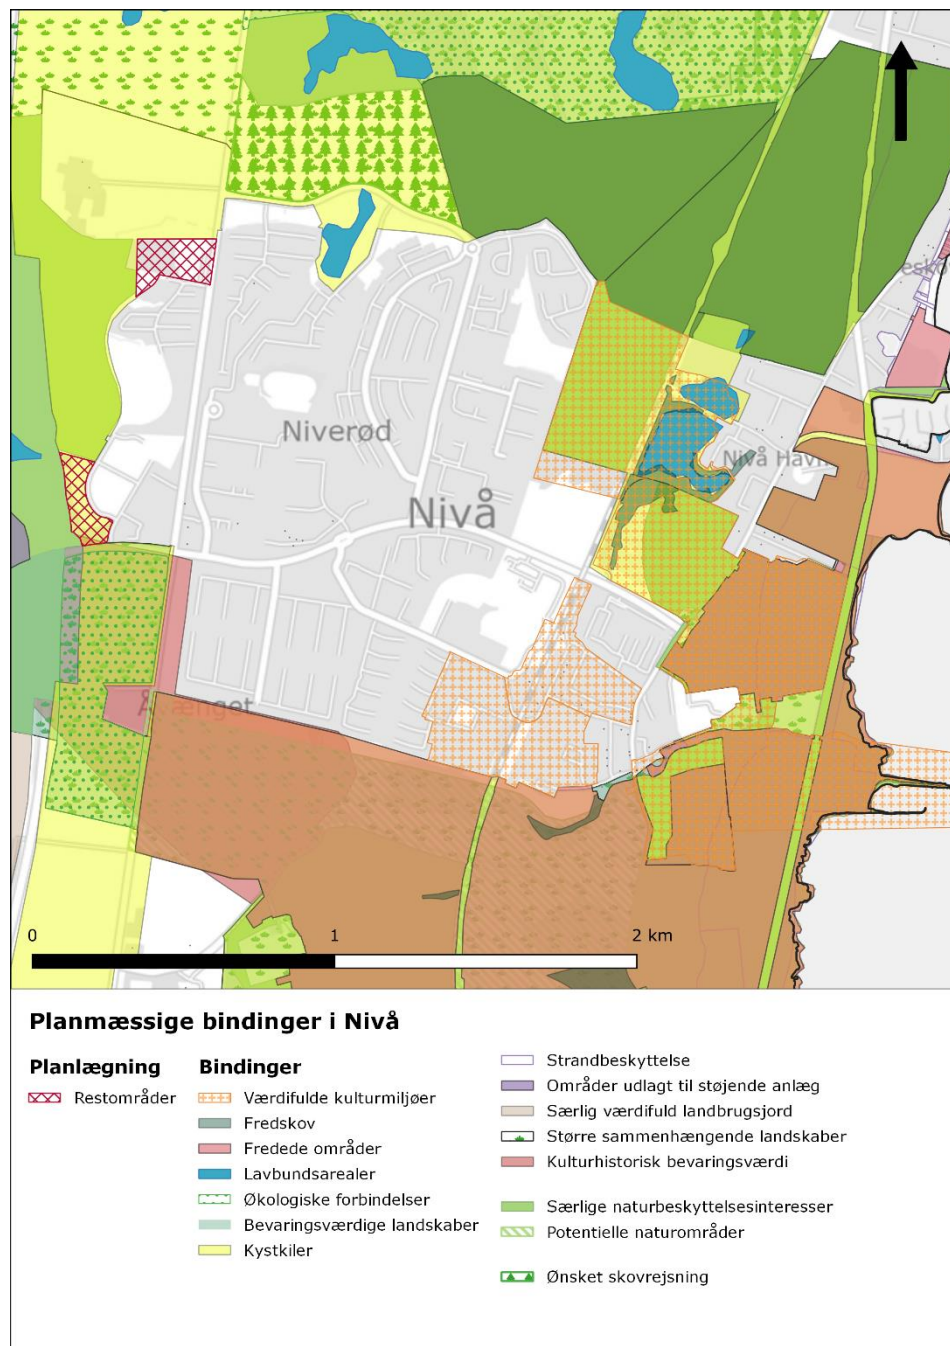 Niverød
Nivå
Nivå Havn
0 1 2 km
Planmæssige bindinger i Nivå
Planlægning
Restområder
Bindinger
Værdifulde kulturmiljøer
Fredskov
Fredede områder
Lavbundsarealer
Økologiske forbindelser
Bevaringsværdige landskaber
Kystkiler
Strandbeskyttelse
Områder udlagt til støjende anlæg
Særlig værdifuld landbrugsjord
Større sammenhængende landskaber
Kulturhistorisk bevaringsværdi
Særlige naturbeskyttelsesinteresser
Potentielle naturområder
Ønsket skovrejsning